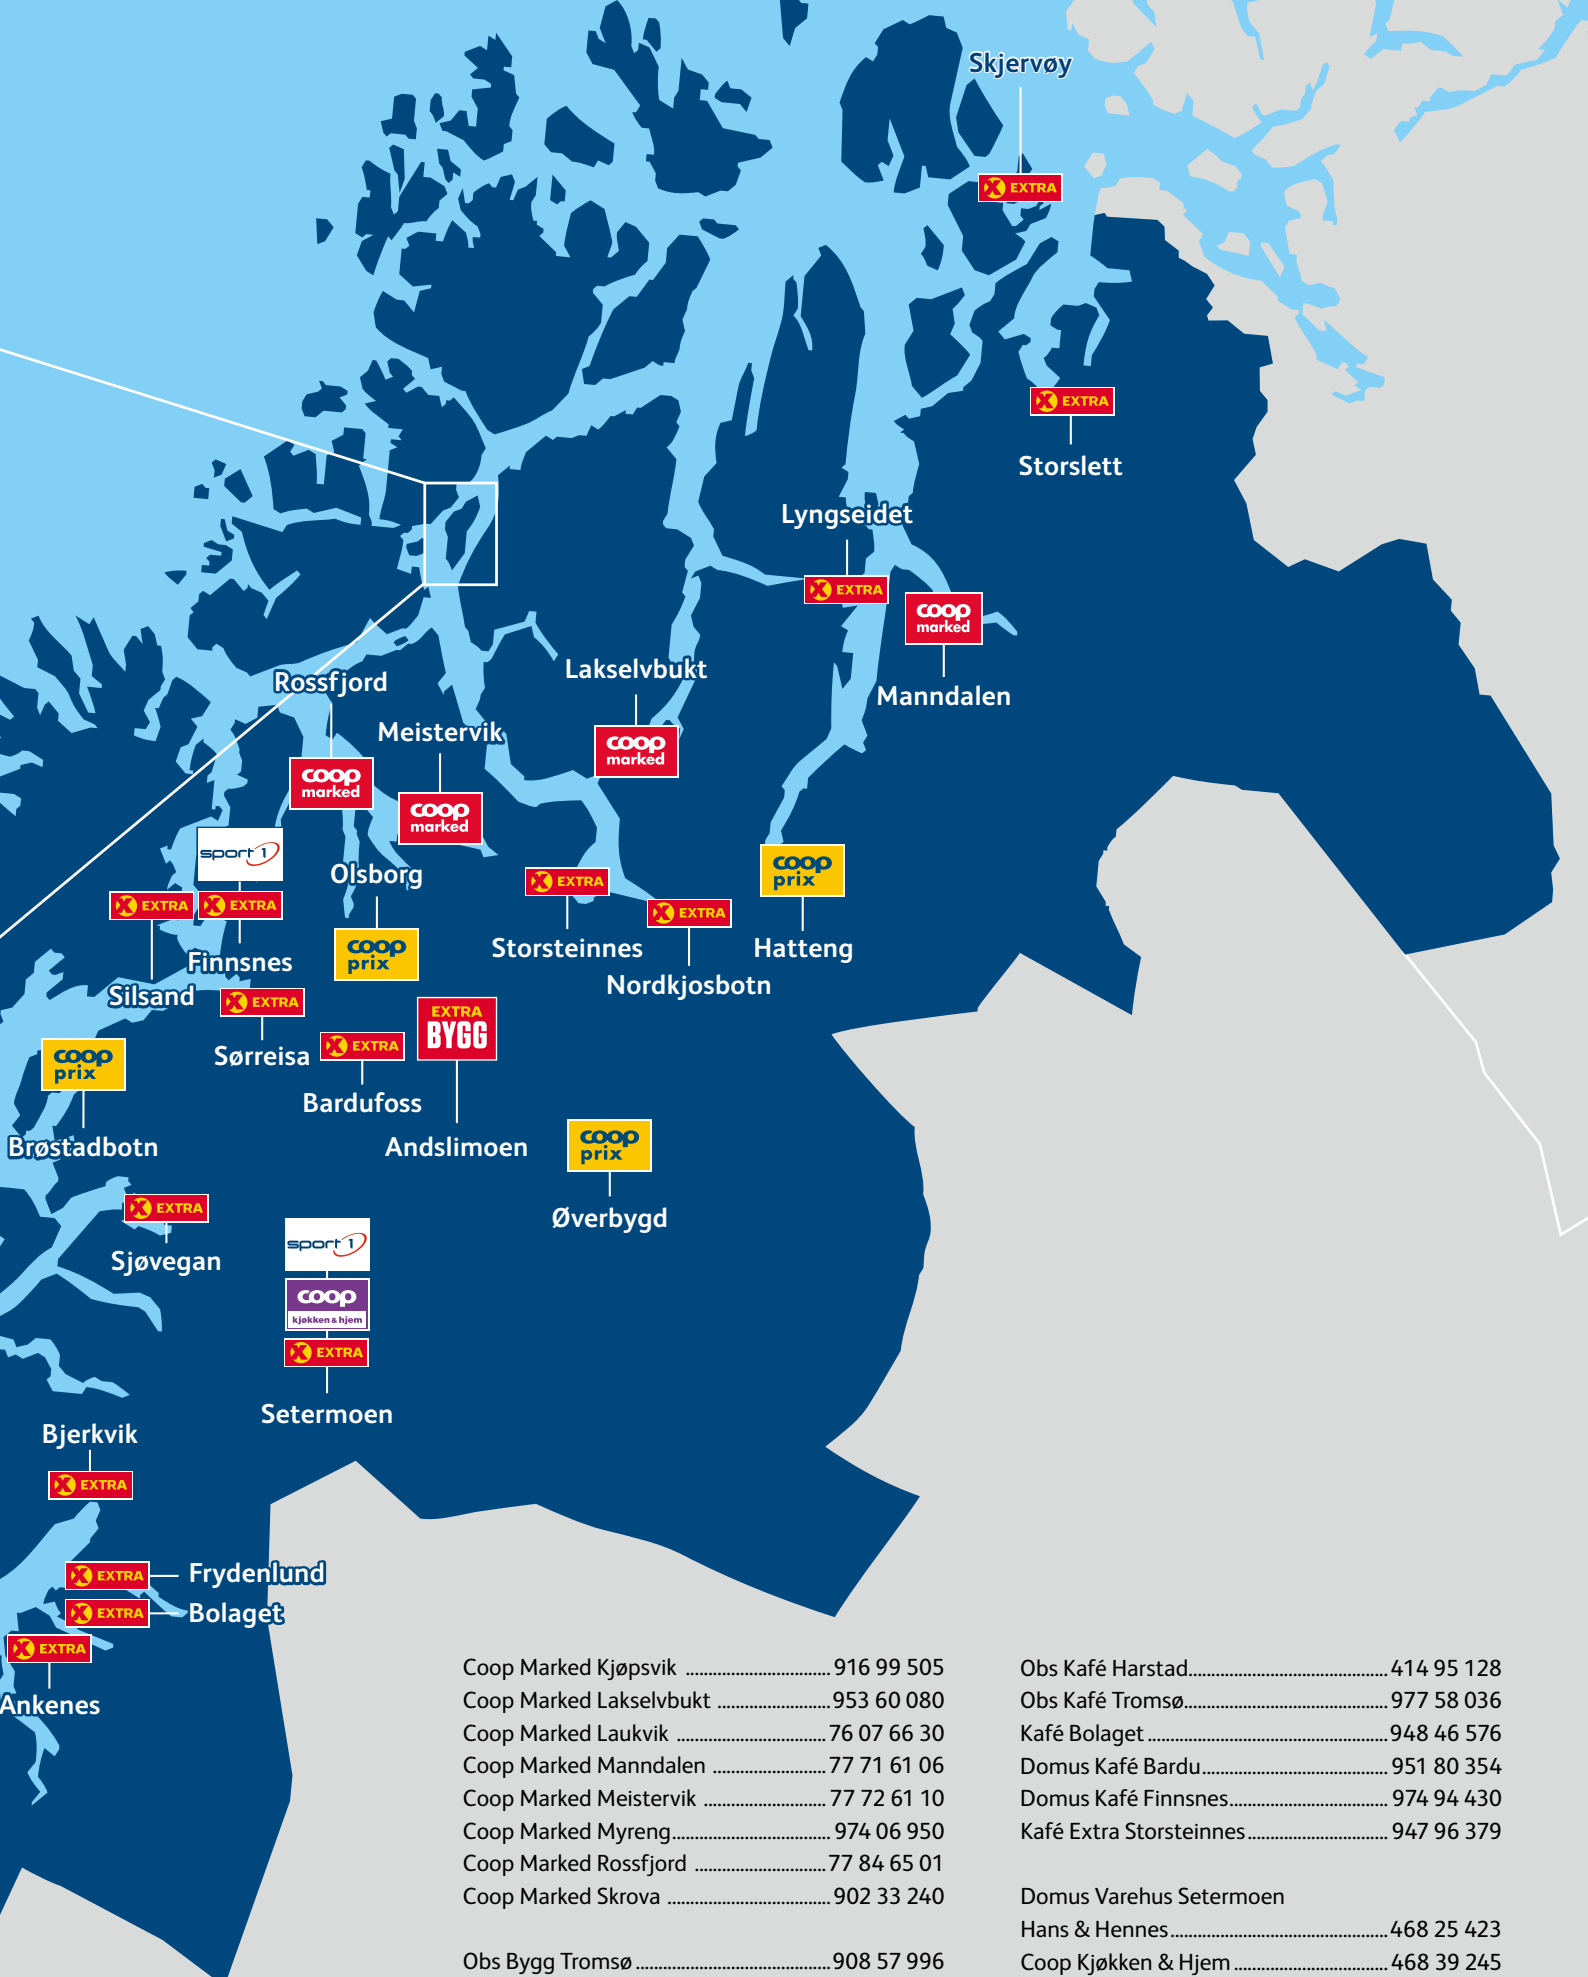 Skjervøy
EXTRA
EXTRA
Storslett
Lyngseidet
EXTRA
coop
marked
Manndalen
Lakselvbukt
coop
marked
Rossfjord
coop
marked
Meistervik
coop
marked
sport 1
EXTRA
EXTRA
Finnsnes
Silsand
Olsborg
coop
prix
EXTRA
Storsteinnes
EXTRA
Nordkjosbotn
coop
prix
Hatteng
EXTRA
Sørreisa
EXTRA
Bardufoss
EXTRA
BYGG
Andslimoen
coop
prix
Brøstadbotn
coop
prix
Øverbygd
EXTRA
Sjøvegan
sport 1
coop
kjøkken & hjem
EXTRA
Setermoen
Bjerkvik
EXTRA
EXTRA Frydenlund
EXTRA Bolaget
EXTRA
Ankenes
Coop Marked Kjøpsvik ................................ 916 99 505
Coop Marked Lakselvbukt ......................... 953 60 080
Coop Marked Laukvik ................................. 76 07 66 30
Coop Marked Manndalen ......................... 77 71 61 06
Coop Marked Meistervik ........................... 77 72 61 10
Coop Marked Myreng................................... 974 06 950
Coop Marked Rossfjord ............................. 77 84 65 01
Coop Marked Skrova .................................... 902 33 240
Obs Bygg Tromsø ........................................... 908 57 996
Obs Kafé Harstad............................................ 414 95 128
Obs Kafé Tromsø............................................. 977 58 036
Kafé Bolaget ..................................................... 948 46 576
Domus Kafé Bardu......................................... 951 80 354
Domus Kafé Finnsnes................................... 974 94 430
Kafé Extra Storsteinnes ............................... 947 96 379
Domus Varehus Setermoen
Hans & Hennes ................................................ 468 25 423
Coop Kjøkken & Hjem .................................. 468 39 245